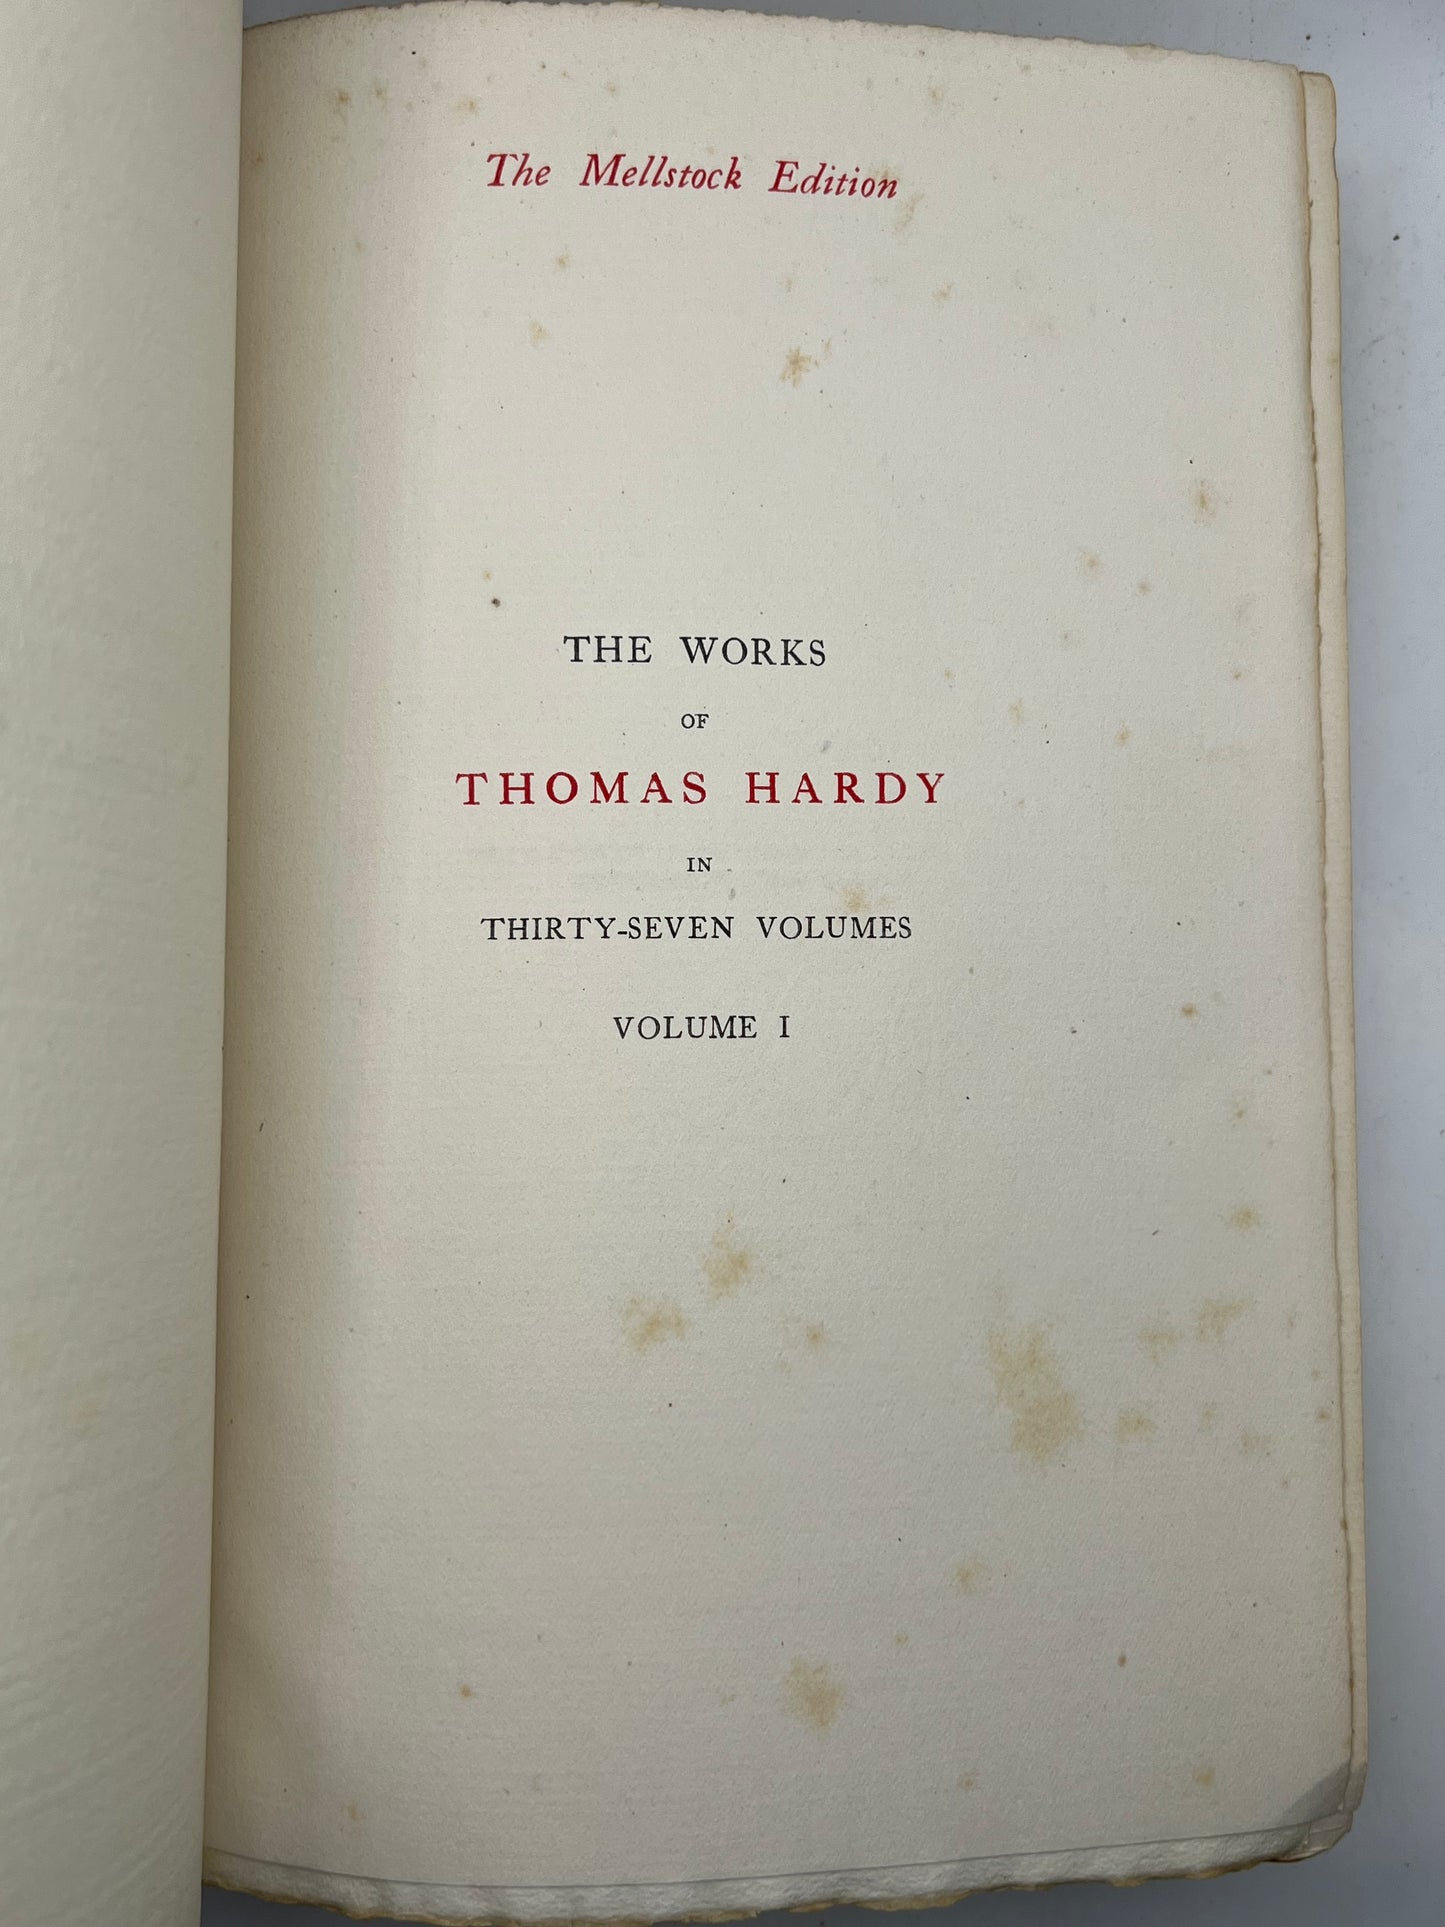 The Mellstock Edition
THE WORKS
OF
THOMAS HARDY
IN
THIRTY-SEVEN VOLUMES
VOLUME I